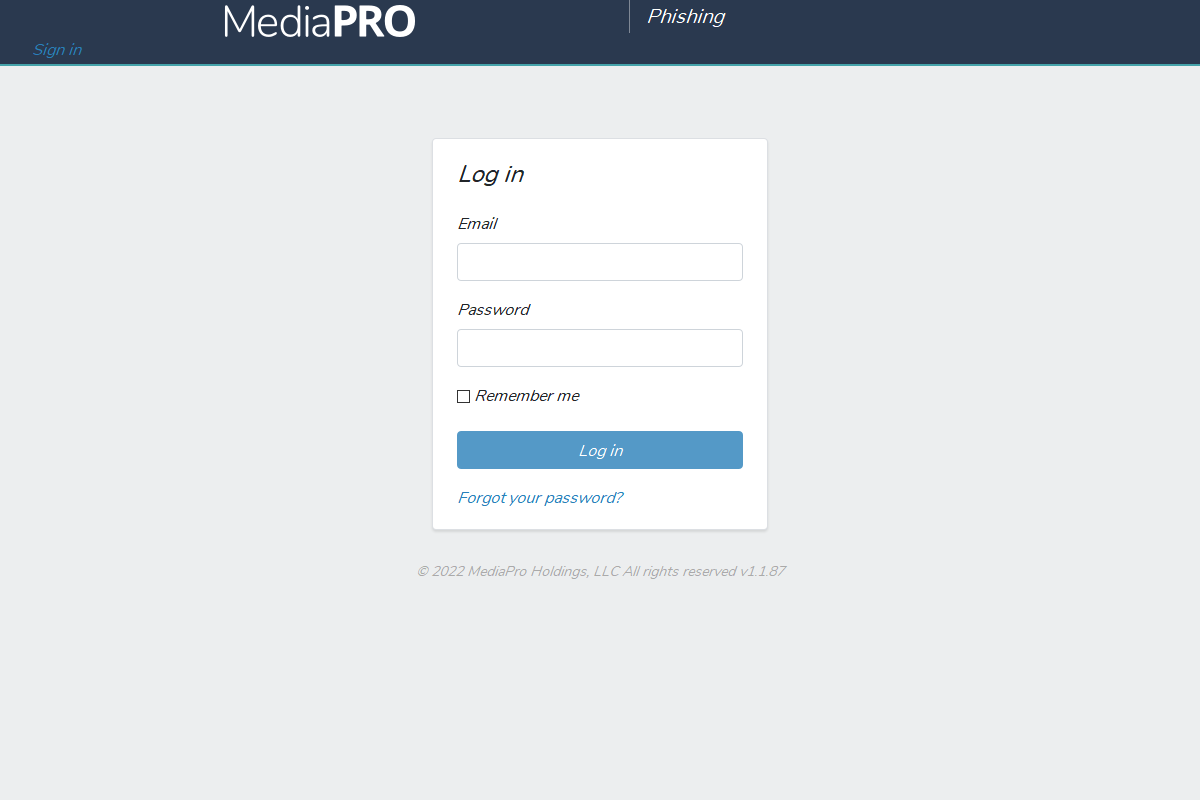 MediaPRO
Phishing
Sign in
Log in
Email
Password
Remember me
Log in
Forgot your password?
© 2022 MediaPro Holdings, LLC All rights reserved v1.1.87